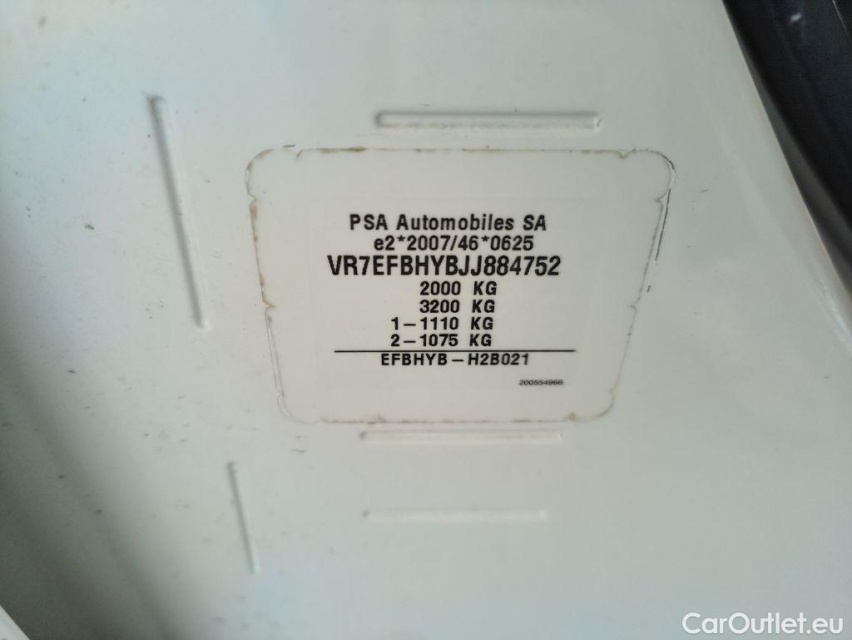 PSA Automobiles SA
e2*2007/46*0625
VR7EFBHYBJJ884752
2000 KG
3200 KG
1-1110 KG
2-1075 KG
EFBHYB-H2B021
200554966
CarOutlet.eu